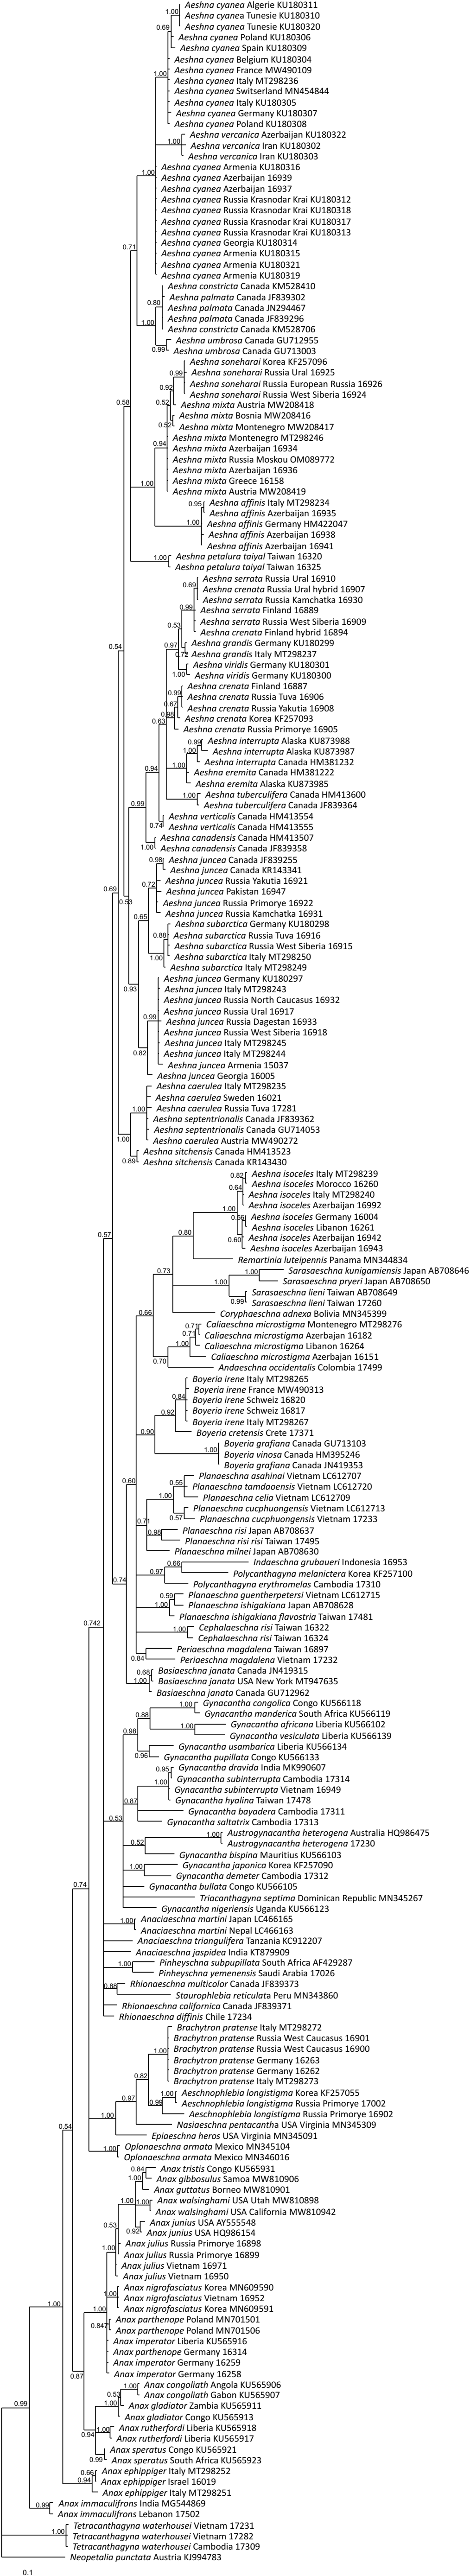 Aeshna cyanea Algerie KU180311
Aeshna cyanea Tunesie KU180310
Aeshna cyanea Tunesie KU180320
Aeshna cyanea Poland KU180306
Aeshna cyanea Spain KU180309
Aeshna cyanea Belgium KU180304
Aeshna cyanea France MW490109
Aeshna cyanea Italy MT298236
Aeshna cyanea Switserland MN454844
Aeshna cyanea Italy KU180305
Aeshna cyanea Germany KU180307
Aeshna cyanea Poland KU180308
Aeshna vercanica Azerbaijan KU180322
Aeshna vercanica Iran KU180302
Aeshna vercanica Iran KU180303
Aeshna cyanea Armenia KU180316
Aeshna cyanea Azerbaijan 16939
Aeshna cyanea Azerbaijan 16937
Aeshna cyanea Russia Krasnodar Krai KU180312
Aeshna cyanea Russia Krasnodar Krai KU180318
Aeshna cyanea Russia Krasnodar Krai KU180317
Aeshna cyanea Russia Krasnodar Krai KU180313
Aeshna cyanea Georgia KU180314
Aeshna cyanea Armenia KU180315
Aeshna cyanea Armenia KU180321
Aeshna cyanea Armenia KU180319
Aeshna constricta Canada KM528410
Aeshna palmata Canada JF839302
Aeshna palmata Canada JN294467
Aeshna palmata Canada JF839296
Aeshna constricta Canada KM528706
Aeshna umbrosa Canada GU712955
Aeshna umbrosa Canada GU713003
Aeshna soneharai Korea KF257096
Aeshna soneharai Russia Ural 16925
Aeshna soneharai Russia European Russia 16926
Aeshna soneharai Russia West Siberia 16924
Aeshna mixta Austria MW208418
Aeshna mixta Bosnia MW208416
Aeshna mixta Montenegro MW208417
Aeshna mixta Montenegro MT298246
Aeshna mixta Azerbaijan 16934
Aeshna mixta Russia Moskou OM089772
Aeshna mixta Azerbaijan 16936
Aeshna mixta Greece 16158
Aeshna mixta Austria MW208419
Aeshna affinis Italy MT298234
Aeshna affinis Azerbaijan 16935
Aeshna affinis Germany HM422047
Aeshna affinis Azerbaijan 16938
Aeshna affinis Azerbaijan 16941
Aeshna petalura taiyal Taiwan 16320
Aeshna petalura taiyal Taiwan 16325
Aeshna serrata Russia Ural 16910
Aeshna crenata Russia Ural hybrid 16907
Aeshna serrata Russia Kamchatka 16930
Aeshna serrata Finland 16889
Aeshna serrata Russia West Siberia 16909
Aeshna crenata Finland hybrid 16894
Aeshna grandis Germany KU180299
Aeshna grandis Italy MT298237
Aeshna viridis Germany KU180301
Aeshna viridis Germany KU180300
Aeshna crenata Finland 16887
Aeshna crenata Russia Tuva 16906
Aeshna crenata Russia Yakutia 16908
Aeshna crenata Korea KF257093
Aeshna crenata Russia Primorye 16905
Aeshna interrupta Alaska KU873988
Aeshna interrupta Alaska KU873987
Aeshna interrupta Canada HM381232
Aeshna eremita Canada HM381222
Aeshna eremita Alaska KU873985
Aeshna tuberculifera Canada HM413600
Aeshna tuberculifera Canada JF839364
Aeshna verticalis Canada HM413554
Aeshna verticalis Canada HM413555
Aeshna canadensis Canada HM413507
Aeshna canadensis Canada JF839358
Aeshna juncea Canada JF839255
Aeshna juncea Canada KR143341
Aeshna juncea Russia Yakutia 16921
Aeshna juncea Pakistan 16947
Aeshna juncea Russia Primorye 16922
Aeshna juncea Russia Kamchatka 16931
Aeshna subarctica Germany KU180298
Aeshna subarctica Russia Tuva 16916
Aeshna subarctica Russia West Siberia 16915
Aeshna subarctica Italy MT298250
Aeshna subarctica Italy MT298249
Aeshna juncea Germany KU180297
Aeshna juncea Italy MT298243
Aeshna juncea Russia North Caucasus 16932
Aeshna juncea Russia Ural 16917
Aeshna juncea Russia Dagestan 16933
Aeshna juncea Russia West Siberia 16918
Aeshna juncea Italy MT298245
Aeshna juncea Italy MT298244
Aeshna juncea Armenia 15037
Aeshna juncea Georgia 16005
Aeshna caerulea Italy MT298235
Aeshna caerulea Sweden 16021
Aeshna caerulea Russia Tuva 17281
Aeshna septentrionalis Canada JF839362
Aeshna septentrionalis Canada GU714053
Aeshna caerulea Austria MW490272
Aeshna sitchensis Canada HM413523
Aeshna sitchensis Canada KR143430
Aeshna isoceles Italy MT298239
Aeshna isoceles Morocco 16260
Aeshna isoceles Italy MT298240
Aeshna isoceles Azerbaijan 16992
Aeshna isoceles Germany 16004
Aeshna isoceles Libanon 16261
Aeshna isoceles Azerbaijan 16942
Aeshna isoceles Azerbaijan 16943
Remartinia luteipennis Panama MN344834
Sarasaeschna kunigamiensis Japan AB708646
Sarasaeschna pryeri Japan AB708650
Sarasaeschna lieni Taiwan AB708649
Sarasaeschna lieni Taiwan 17260
Coryphaeschna adnexa Bolivia MN345399
Caliaeschna microstigma Montenegro MT298276
Caliaeschna microstigma Azerbajan 16182
Caliaeschna microstigma Libanon 16264
Caliaeschna microstigma Azerbajan 16151
Andaeschna occidentalis Colombia 17499
Boyeria irene Italy MT298265
Boyeria irene France MW490313
Boyeria irene Schweiz 16820
Boyeria irene Schweiz 16817
Boyeria irene Italy MT298267
Boyeria cretensis Crete 17371
Boyeria grafiana Canada GU713103
Boyeria vinosa Canada HM395246
Boyeria grafiana Canada JN419353
Planaeschna asahinai Vietnam LC612707
Planaeschna tamdaoensis Vietnam LC612720
Planaeschna celia Vietnam LC612709
Planaeschna cucphuongensis Vietnam LC612713
Planaeschna cucphuongensis Vietnam 17233
Planaeschna risi Japan AB708637
Planaeschna risi risi Taiwan 17495
Planaeschna milnei Japan AB708630
Indaeschna grubaueri Indonesia 16953
Polycanthagyna melanictera Korea KF257100
Polycanthagyna erythromelas Cambodia 17310
Planaeschna guentherpetersi Vietnam LC612715
Planaeschna ishigakiana Japan AB708628
Planaeschna ishigakiana flavostria Taiwan 17481
Cephalaeschna risi Taiwan 16322
Cephalaeschna risi Taiwan 16324
Periaeschna magdalena Taiwan 16897
Periaeschna magdalena Vietnam 17232
Basiaeschna janata Canada JN419315
Basiaeschna janata USA New York MT947635
Basiaeschna janata Canada GU712962
Gynacantha congolica Congo KU566118
Gynacantha manderica South Africa KU566119
Gynacantha africana Liberia KU566102
Gynacantha vesiculata Liberia KU566139
Gynacantha usambarica Liberia KU566134
Gynacantha pupillata Congo KU566133
Gynacantha dravida India MK990607
Gynacantha subinterrupta Cambodia 17314
Gynacantha subinterrupta Vietnam 16949
Gynacantha hyalina Taiwan 17478
Gynacantha bayadera Cambodia 17311
Gynacantha saltatrix Cambodia 17313
Austrogynacantha heterogena Australia HQ986475
Austrogynacantha heterogena 17230
Gynacantha bispina Mauritius KU566103
Gynacantha japonica Korea KF257090
Gynacantha demeter Cambodia 17312
Gynacantha bullata Congo KU566105
Triacanthagyna septima Dominican Republic MN345267
Gynacantha nigeriensis Uganda KU566123
Anaciaeschna martini Japan LC466165
Anaciaeschna martini Nepal LC466163
Anaciaeschna triangulifera Tanzania KC912207
Anaciaeschna jaspidea India KT879909
Pinheyschna subpupillata South Africa AF429287
Pinheyschna yemenensis Saudi Arabia 17026
Rhionaeschna multicolor Canada JF839373
Staurophlebia reticulata Peru MN343860
Rhionaeschna californica Canada JF839371
Rhionaeschna diffinis Chile 17234
Brachytron pratense Italy MT298272
Brachytron pratense Russia West Caucasus 16901
Brachytron pratense Russia West Caucasus 16900
Brachytron pratense Germany 16263
Brachytron pratense Germany 16262
Brachytron pratense Italy MT298273
Aeschnophlebia longistigma Korea KF257055
Aeschnophlebia longistigma Russia Primorye 17002
Aeschnophlebia longistigma Russia Primorye 16902
Nasiaeschna pentacantha USA Virginia MN345309
Epiaeschna heros USA Virginia MN345091
Oplonaeschna armata Mexico MN345104
Oplonaeschna armata Mexico MN346016
Anax tristis Congo KU565931
Anax gibbosulus Samoa MW810906
Anax guttatus Borneo MW810901
Anax walsinghami USA Utah MW810898
Anax walsinghami USA California MW810942
Anax junius USA AY555548
Anax junius USA HQ986154
Anax julius Russia Primorye 16898
Anax julius Russia Primorye 16899
Anax julius Vietnam 16971
Anax julius Vietnam 16950
Anax nigrofasciatus Korea MN609590
Anax nigrofasciatus Vietnam 16952
Anax nigrofasciatus Korea MN609591
Anax parthenope Poland MN701501
Anax parthenope Poland MN701506
Anax imperator Liberia KU565916
Anax parthenope Germany 16314
Anax imperator Germany 16259
Anax imperator Germany 16258
Anax congoliath Angola KU565906
Anax congoliath Gabon KU565907
Anax gladiator Zambia KU565911
Anax gladiator Congo KU565913
Anax rutherfordi Liberia KU565918
Anax rutherfordi Liberia KU565917
Anax speratus Congo KU565921
Anax speratus South Africa KU565923
Anax ephippiger Italy MT298252
Anax ephippiger Israel 16019
Anax ephippiger Italy MT298251
Anax immaculifrons India MG544869
Anax immaculifrons Lebanon 17502
Tetracanthagyna waterhousei Vietnam 17231
Tetracanthagyna waterhousei Vietnam 17282
Tetracanthagyna waterhousei Cambodia 17309
Neopetalia punctata Austria KJ994783
0.1